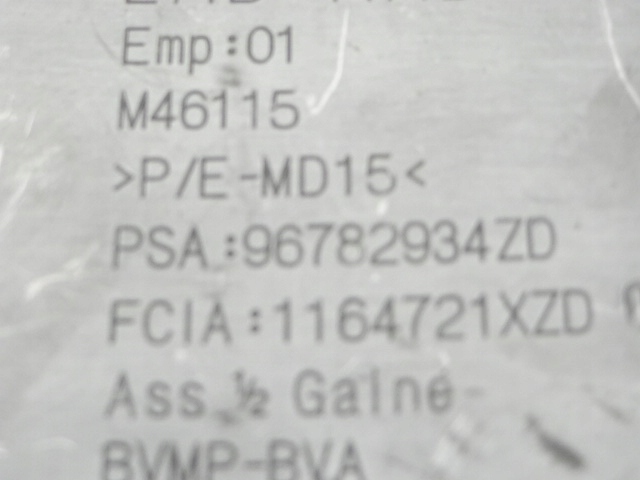 Emp:01
M46115
>P/E-MD15<
PSA:96782934ZD
FCIA:1164721XZD
Ass ½ Gaine
BVMP-BVA